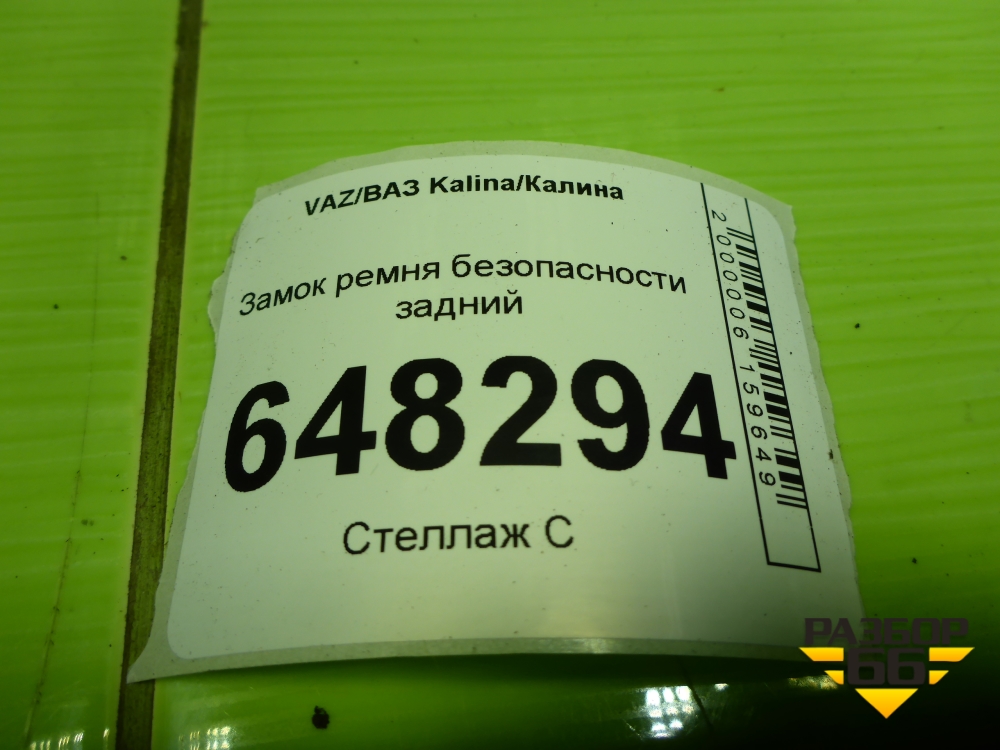 VAZ/ВАЗ Kalina/Калина
Замок ремня безопасности
задний
648294
Стеллаж С
2000006159649
РАЗБОР
66